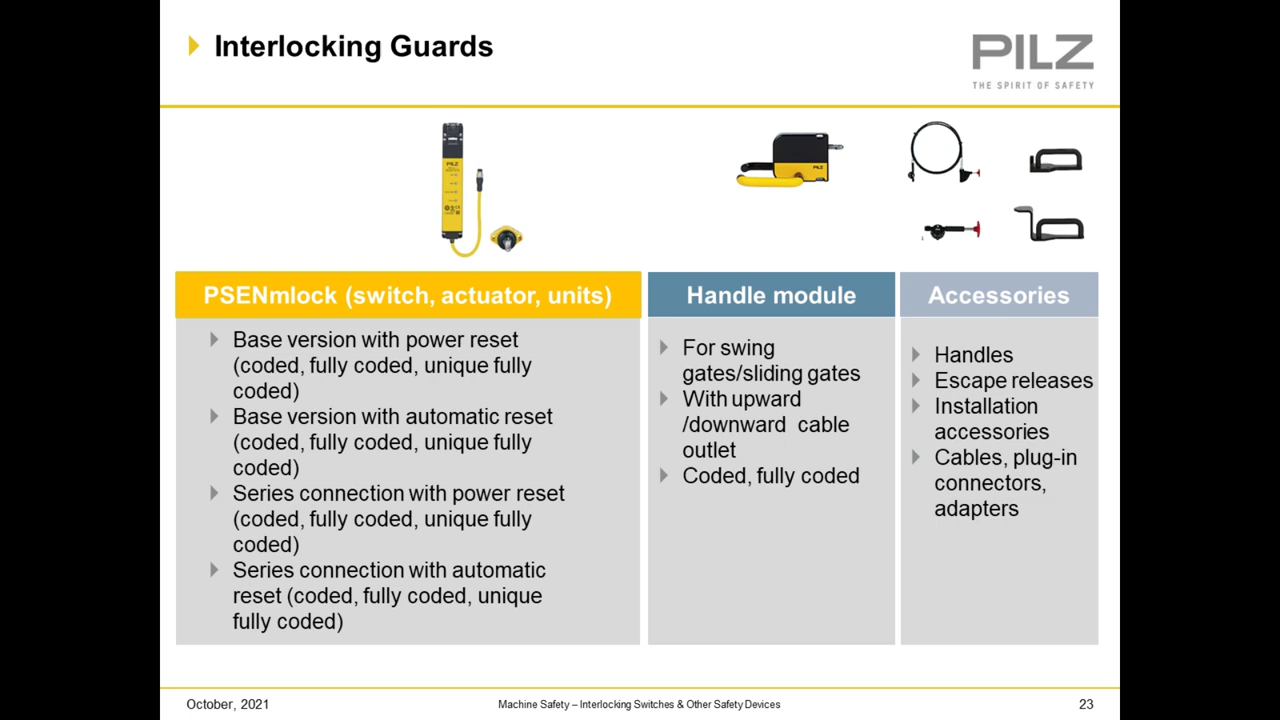 Interlocking Guards
PILZ
THE SPIRIT OF SAFETY
PILZ
PILZ
PSENmlock (switch, actuator, units)
Base version with power reset
(coded, fully coded, unique fully
coded)
Base version with automatic reset
(coded, fully coded, unique fully
coded)
Series connection with power reset
(coded, fully coded, unique fully
coded)
Series connection with automatic
reset (coded, fully coded, unique
fully coded)
Handle module
For swing
gates/sliding gates
With upward
/downward cable
outlet
Coded, fully coded
Accessories
Handles
Escape releases
Installation
accessories
Cables, plug-in
connectors,
adapters
October, 2021
Machine Safety – Interlocking Switches & Other Safety Devices
23